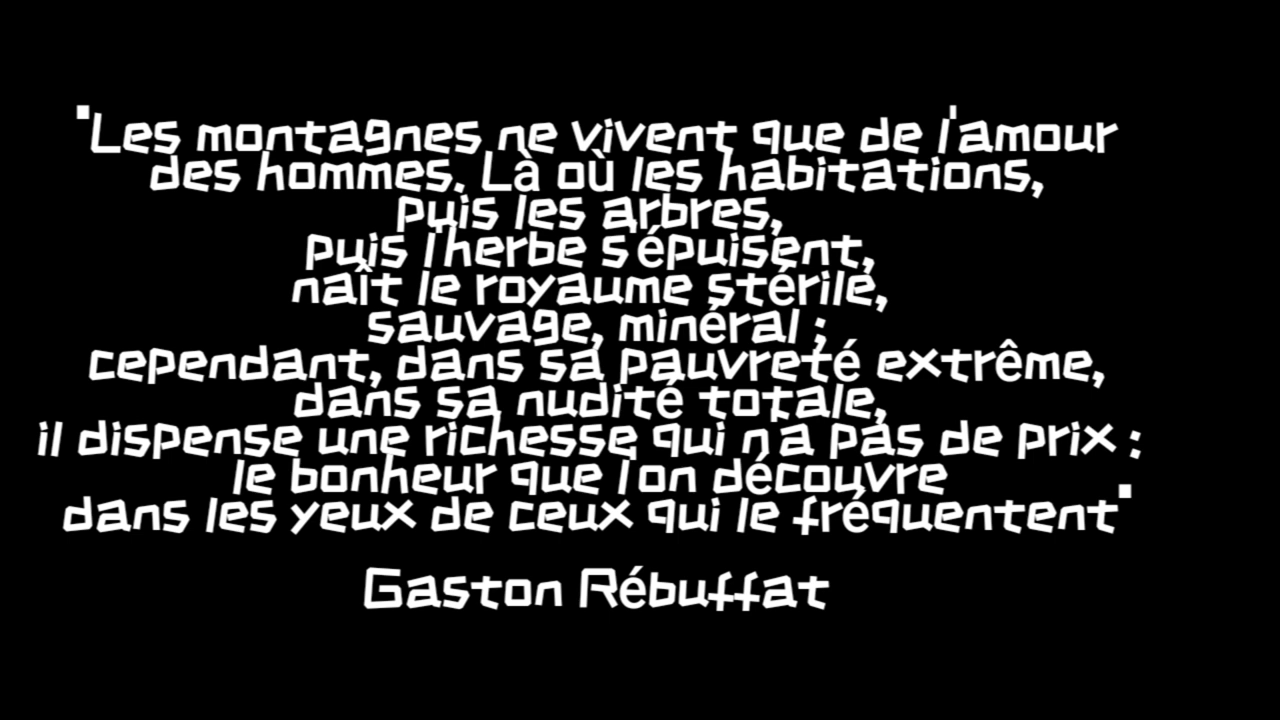 "Les montagnes ne vivent que de l'amour
des hommes. Là où les habitations,
puis les arbres,
puis l'herbe s'épuisent,
naît le royaume stérile,
sauvage, minéral ;
cependant, dans sa pauvreté extrême,
dans sa nudité totale,
il dispense une richesse qui n'a pas de prix :
le bonheur que l'on découvre
dans les yeux de ceux qui le fréquentent"
Gaston Rébuffat